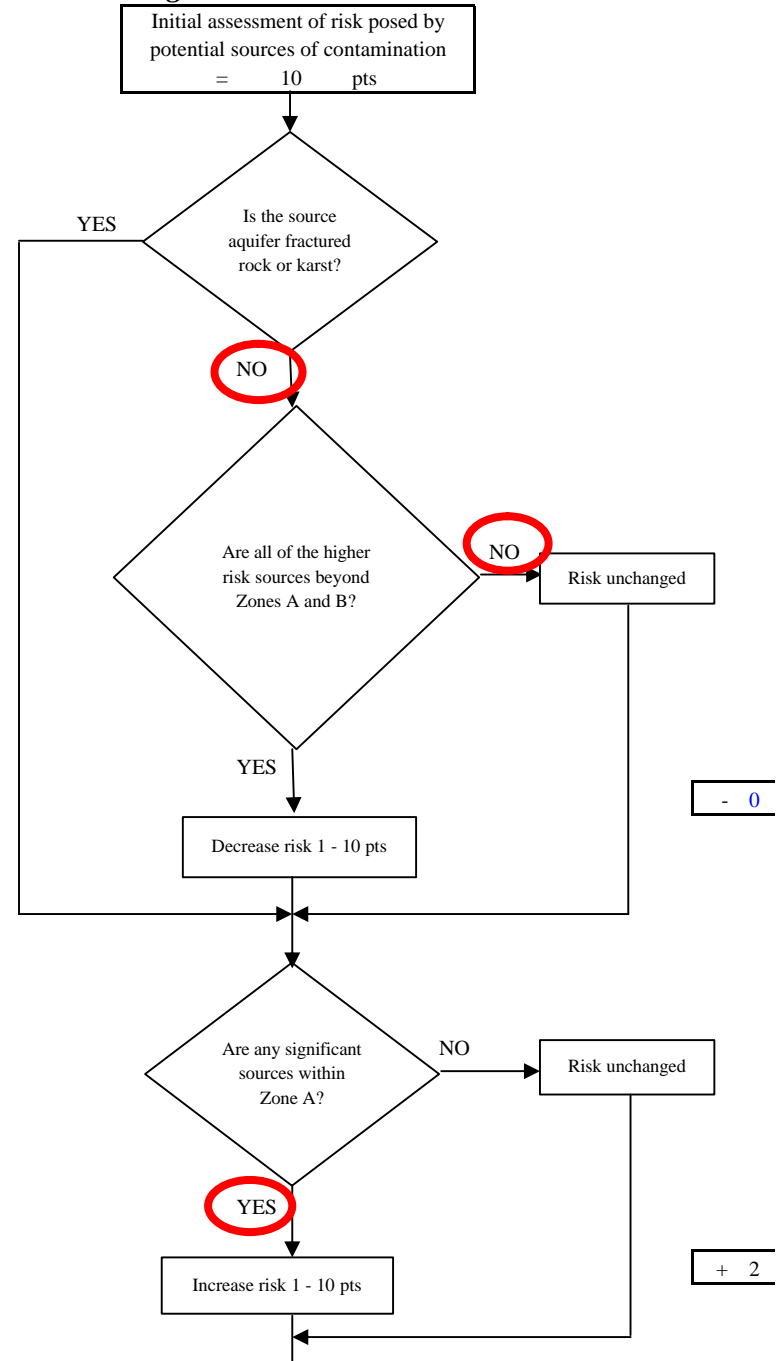 Initial assessment of risk posed by
potential sources of contamination
= 10 pts
YES
Is the source
aquifer fractured
rock or karst?
NO
Are all of the higher
risk sources beyond
Zones A and B?
NO
Risk unchanged
YES
- 0
Decrease risk 1 - 10 pts
Are any significant
sources within
Zone A?
NO
Risk unchanged
YES
+ 2
Increase risk 1 - 10 pts